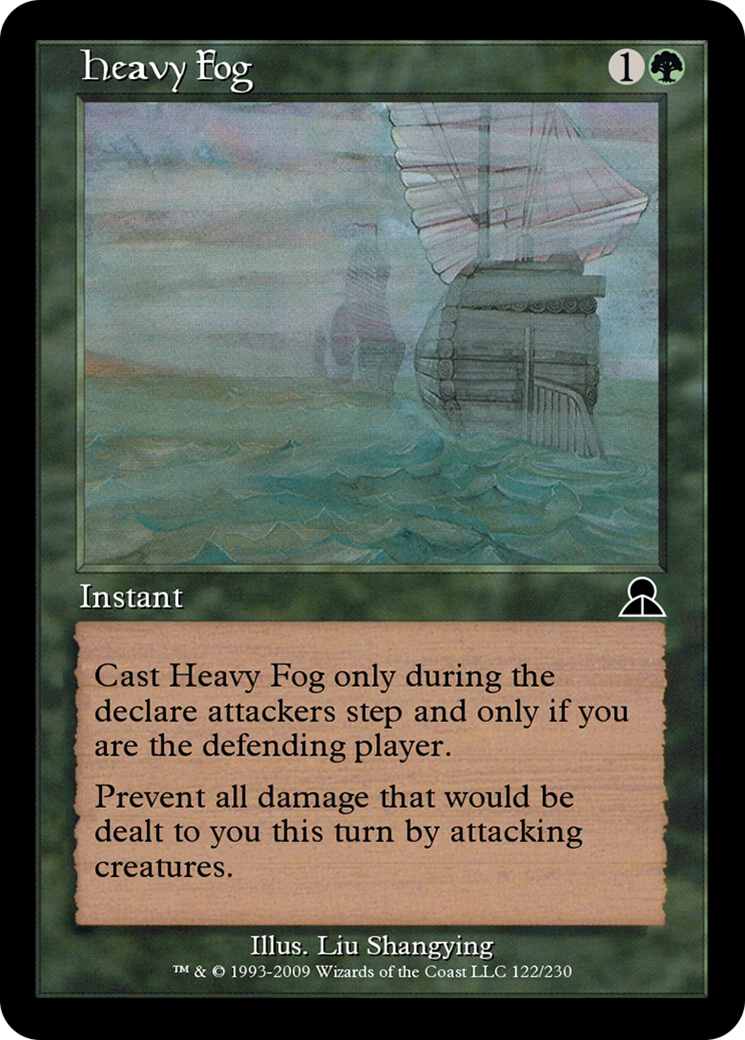 Heavy Fog
1
Instant
Cast Heavy Fog only during the
declare attackers step and only if you
are the defending player.
Prevent all damage that would be
dealt to you this turn by attacking
creatures.
Illus. Liu Shangying
™ & © 1993-2009 Wizards of the Coast LLC 122/230